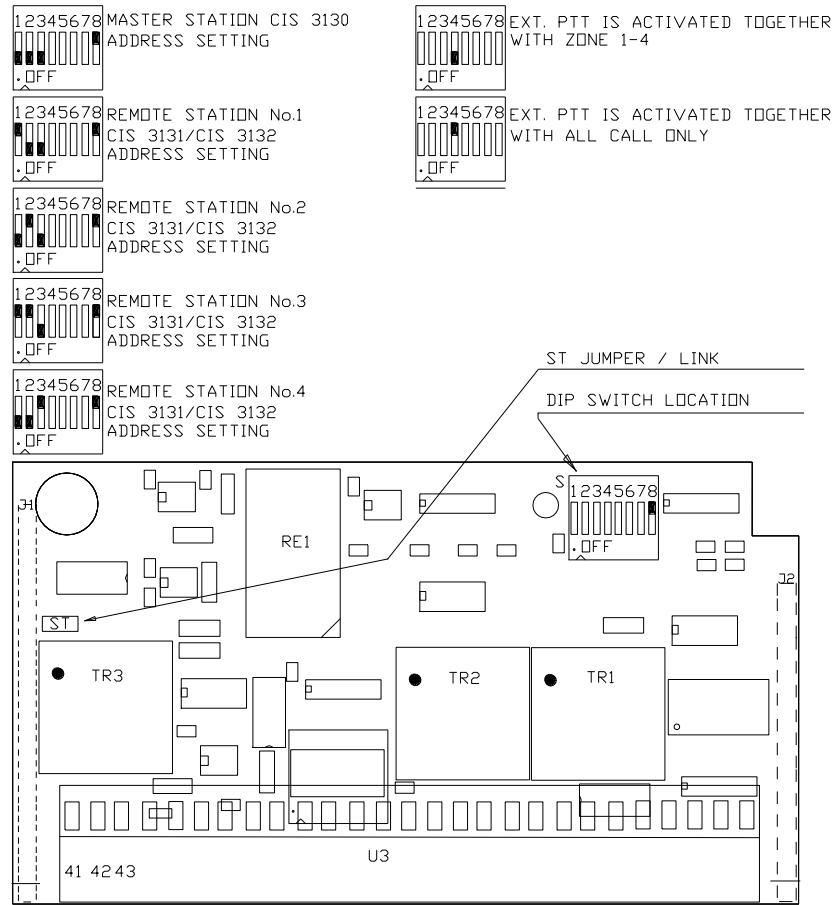 12345678
OFF
MASTER STATION CIS 3130
ADDRESS SETTING
12345678
OFF
REMOTE STATION No.1
CIS 3131/CIS 3132
ADDRESS SETTING
12345678
OFF
REMOTE STATION No.2
CIS 3131/CIS 3132
ADDRESS SETTING
12345678
OFF
REMOTE STATION No.3
CIS 3131/CIS 3132
ADDRESS SETTING
12345678
OFF
REMOTE STATION No.4
CIS 3131/CIS 3132
ADDRESS SETTING
12345678
OFF
EXT. PTT IS ACTIVATED TOGETHER
WITH ZONE 1-4
12345678
OFF
EXT. PTT IS ACTIVATED TOGETHER
WITH ALL CALL ONLY
ST JUMPER / LINK
DIP SWITCH LOCATION
S
12345678
OFF
J1
RE1
J2
ST
TR3
TR2
TR1
U3
41 42 43